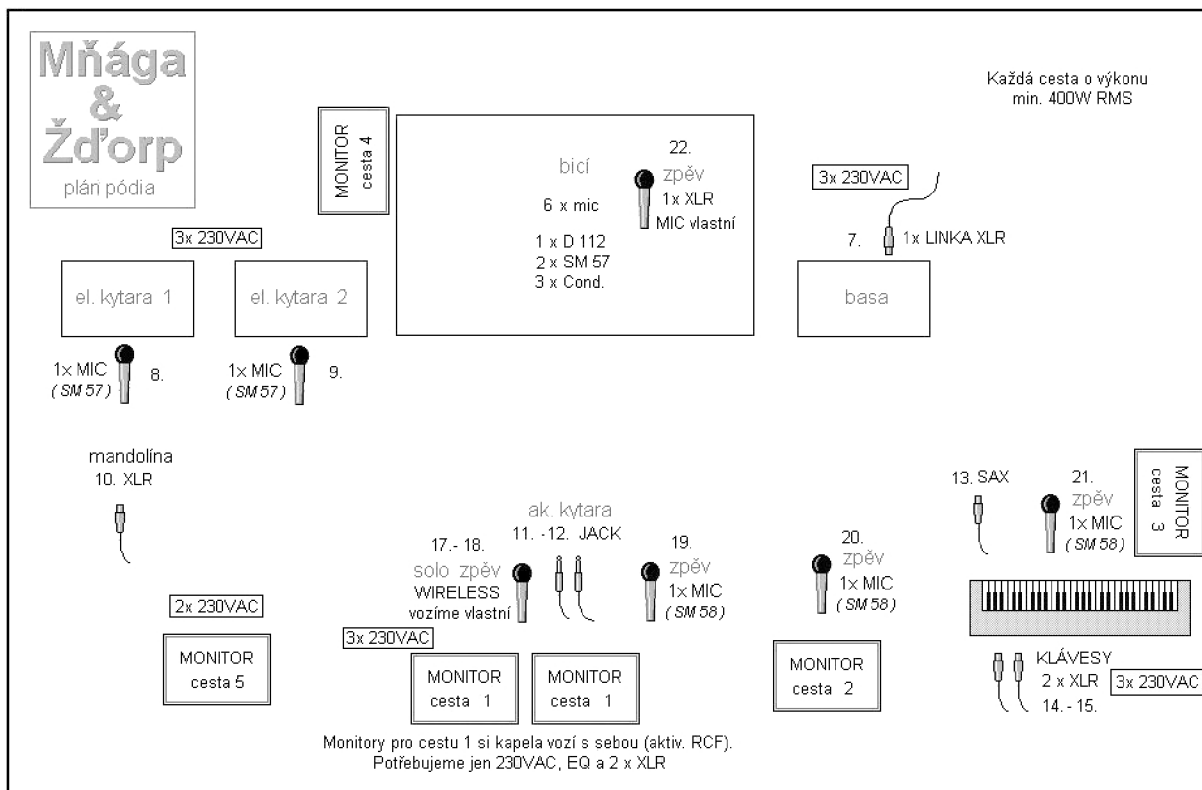 Mňága
&
Žďorp
plán pódia
Každá cesta o výkonu
min. 400W RMS
MONITOR
cesta 4
bicí
6 x mic
1 x D 112
2 x SM 57
3 x Cond.
22.
zpěv
1x XLR
MIC vlastní
3x 230VAC
7.
1x LINKA XLR
basa
3x 230VAC
el. kytara 1
el. kytara 2
1x MIC
(SM 57)
8.
1x MIC
(SM 57)
9.
mandolína
10. XLR
ak. kytara
11. -12. JACK
17.- 18.
solo zpěv
WIRELESS
vozíme vlastní
19.
zpěv
1x MIC
(SM 58)
20.
zpěv
1x MIC
(SM 58)
13. SAX
21.
zpěv
1x MIC
(SM 58)
MONITOR
cesta 3
2x 230VAC
MONITOR
cesta 5
3x 230VAC
MONITOR
cesta 1
MONITOR
cesta 1
MONITOR
cesta 2
KLÁVESY
2 x XLR
14. - 15.
3x 230VAC
Monitory pro cestu 1 si kapela vozí s sebou (aktiv. RCF).
Potřebujeme jen 230VAC, EQ a 2 x XLR